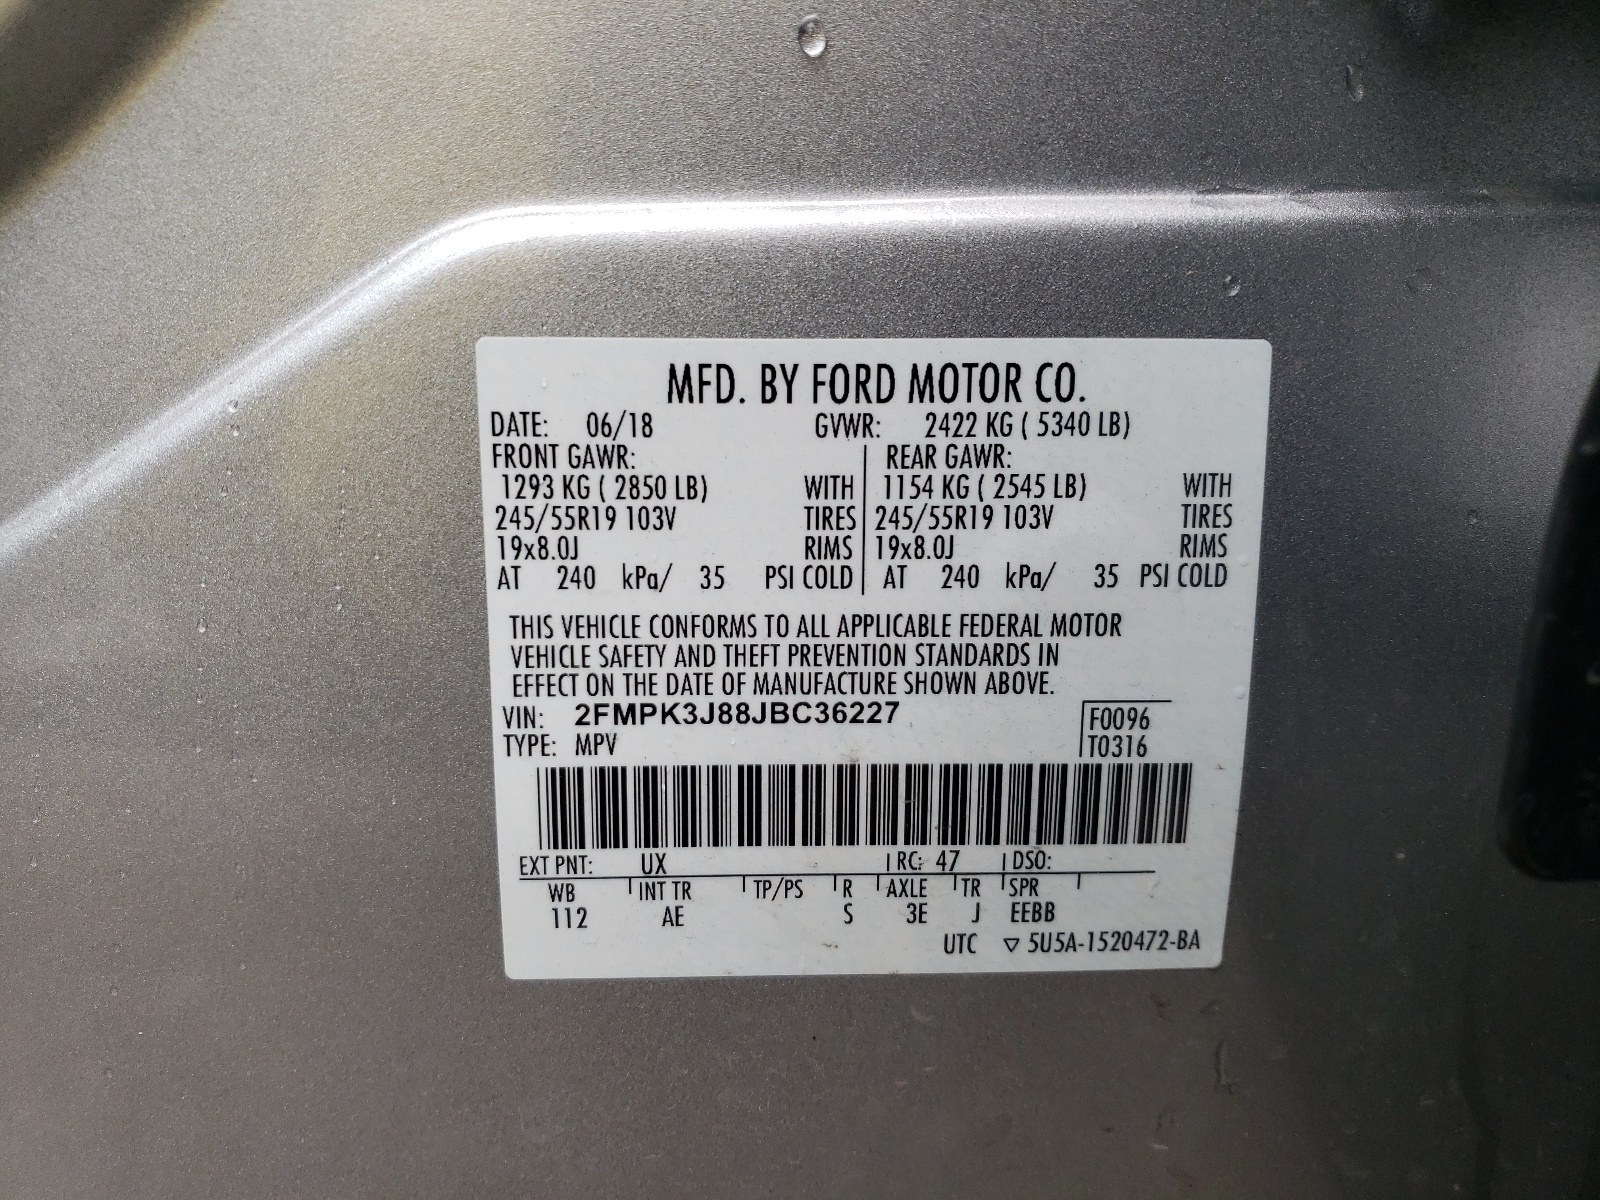 MFD. BY FORD MOTOR CO.
DATE: 06/18 GVWR: 2422 KG ( 5340 LB)
FRONT GAWR: REAR GAWR:
1293 KG ( 2850 LB) WITH 1154 KG ( 2545 LB) WITH
245/55R19 103V TIRES 245/55R19 103V TIRES
19x8.0J RIMS 19x8.0J RIMS
AT 240 kPa/ 35 PSI COLD AT 240 kPa/ 35 PSI COLD
THIS VEHICLE CONFORMS TO ALL APPLICABLE FEDERAL MOTOR
VEHICLE SAFETY AND THEFT PREVENTION STANDARDS IN
EFFECT ON THE DATE OF MANUFACTURE SHOWN ABOVE.
VIN: 2FMPK3J88JBC36227 F0096
TYPE: MPV T0316
EXT PNT: UX RC: 47 DSO:
WB INT TR TP/PS R AXLE TR SPR
112 AE S 3E J EEBB
UTC ▽ 5U5A-1520472-BA